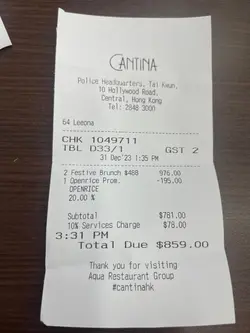 CANTINA
Police Headquarters, Tai Kwun,
10 Hollywood Road,
Central, Hong Kong
Tel: 2848 3000
64 Leeona
CHK 1049711
TBL D33/1 GST 2
31 Dec'23 1:35 PM
2 Festive Brunch $488 976.00
1 Openrice Prom. -195.00
OPENRICE
20.00 %
Subtotal $781.00
10% Services Charge $78.00
3:31 PM
Total Due $859.00
Thank you for visiting
Aqua Restaurant Group
#cantinahk